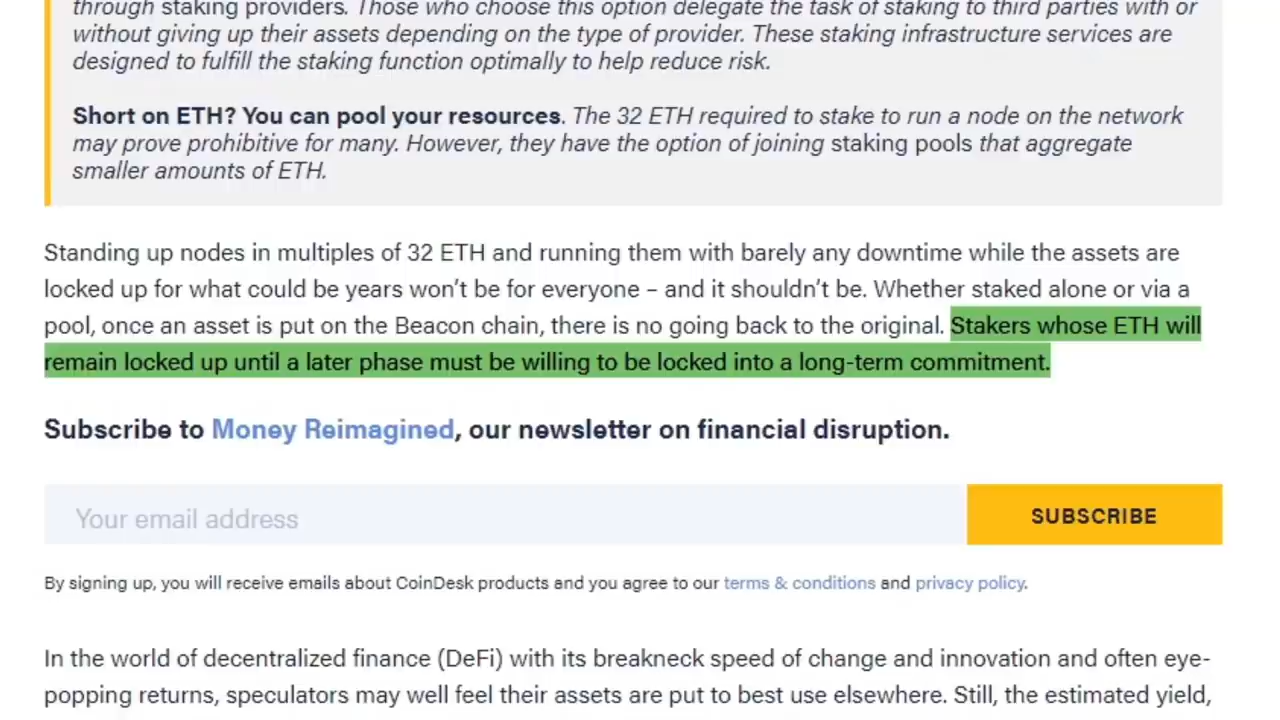 through staking providers. Those who choose this option delegate the task of staking to third parties with or
without giving up their assets depending on the type of provider. These staking infrastructure services are
designed to fulfill the staking function optimally to help reduce risk.
Short on ETH? You can pool your resources. The 32 ETH required to stake to run a node on the network
may prove prohibitive for many. However, they have the option of joining staking pools that aggregate
smaller amounts of ETH.
Standing up nodes in multiples of 32 ETH and running them with barely any downtime while the assets are
locked up for what could be years won’t be for everyone – and it shouldn’t be. Whether staked alone or via a
pool, once an asset is put on the Beacon chain, there is no going back to the original. Stakers whose ETH will
remain locked up until a later phase must be willing to be locked into a long-term commitment.
Subscribe to Money Reimagined, our newsletter on financial disruption.
Your email address
SUBSCRIBE
By signing up, you will receive emails about CoinDesk products and you agree to our terms & conditions and privacy policy.
In the world of decentralized finance (DeFi) with its breakneck speed of change and innovation and often eye-
popping returns, speculators may well feel their assets are put to best use elsewhere. Still, the estimated yield,